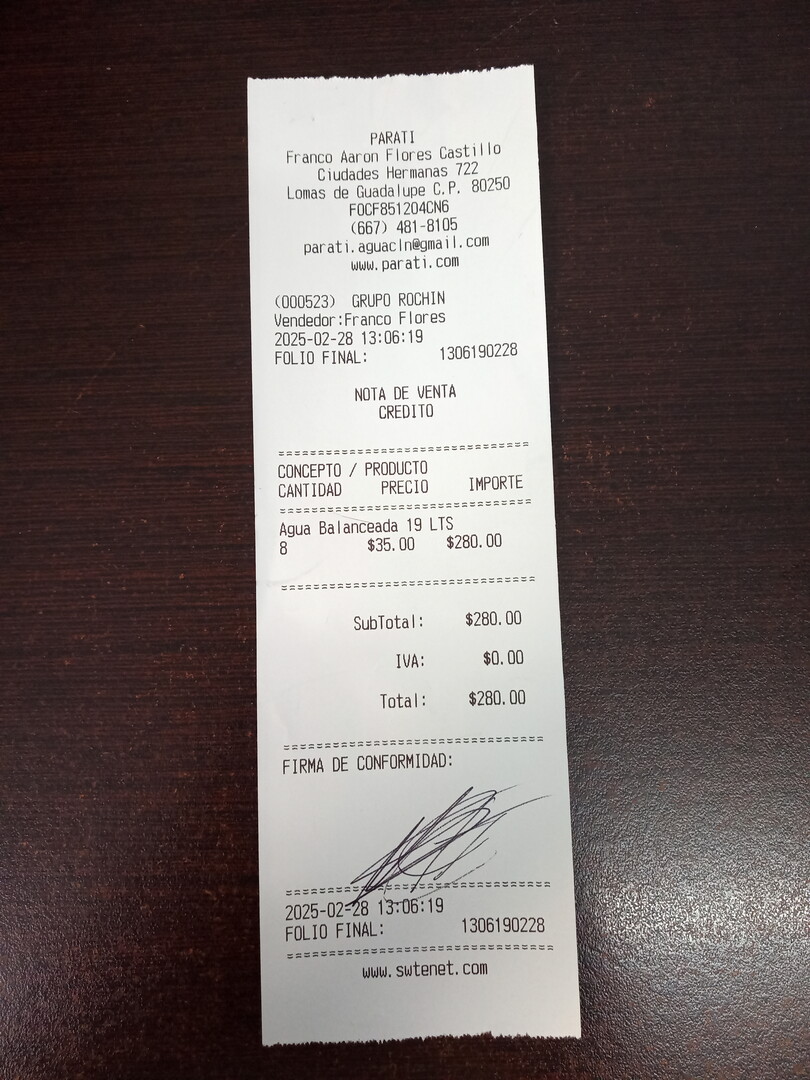 PARATI
Franco Aaron Flores Castillo
Ciudades Hermanas 722
Lomas de Guadalupe C.P. 80250
FOCF851204CN6
(667) 481-8105
parati.aguacln@gmail.com
www.parati.com
(000523) GRUPO ROCHIN
Vendedor:Franco Flores
2025-02-28 13:06:19
FOLIO FINAL: 1306190228
NOTA DE VENTA
CREDITO
CONCEPTO / PRODUCTO
CANTIDAD PRECIO IMPORTE
Agua Balanceada 19 LTS
8 $35.00 $280.00
SubTotal: $280.00
IVA: $0.00
Total: $280.00
FIRMA DE CONFORMIDAD:
2025-02-28 13:06:19
FOLIO FINAL: 1306190228
www.swtenet.com